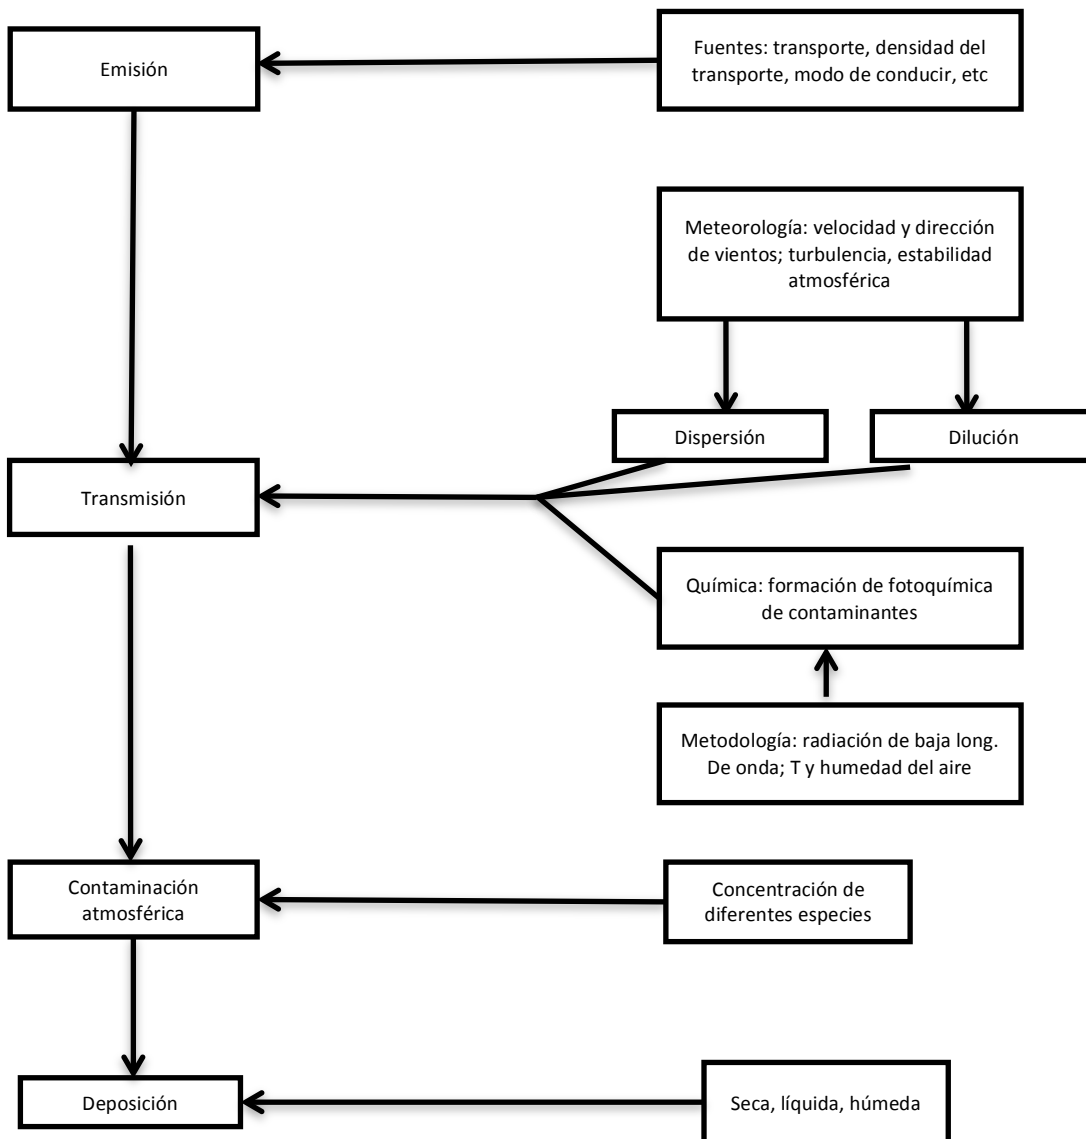 Emisión
Fuentes: transporte, densidad del
transporte, modo de conducir, etc
Meteorología: velocidad y dirección
de vientos; turbulencia, estabilidad
atmosférica
Dispersión
Dilución
Transmisión
Química: formación de fotoquímica
de contaminantes
Metodología: radiación de baja long.
De onda; T y humedad del aire
Contaminación
atmosférica
Concentración de
diferentes especies
Deposición
Seca, líquida, húmeda